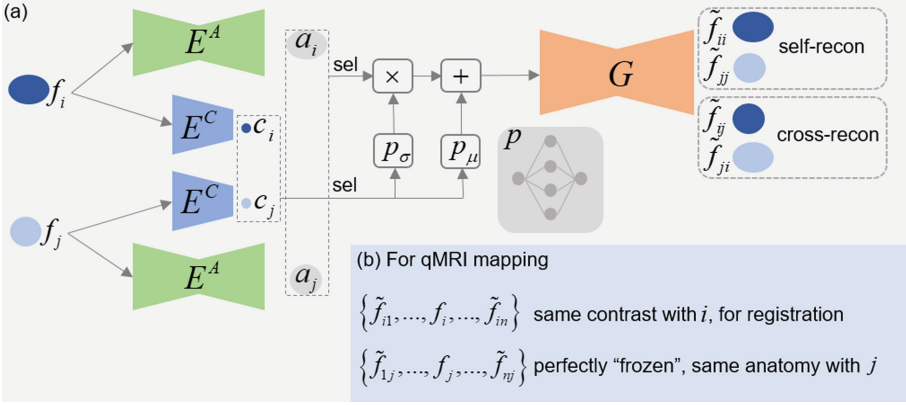 (a)
E^A
a_i
f_i
E^C
c_i
sel
×
+
G
f̃_ii
f̃_jj
self-recon
f̃_ij
f̃_ji
cross-recon
p_σ
p_μ
p
f_j
E^C
c_j
sel
E^A
a_j
(b) For qMRI mapping
{f̃_i1,..., f_i,..., f̃_in} same contrast with i, for registration
{f̃_1j,..., f_j,..., f̃_nj} perfectly “frozen”, same anatomy with j